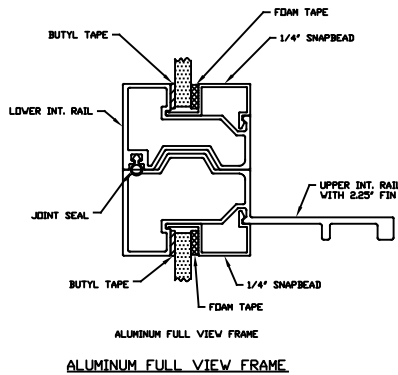 FOAM TAPE
BUTYL TAPE
1/4" SNAPBEAD
LOWER INT. RAIL
UPPER INT. RAI
WITH 2.25" FIN
JOINT SEAL
BUTYL TAPE
1/4" SNAPBEAD
FOAM TAPE
ALUMINUM FULL VIEW FRAME
ALUMINUM FULL VIEW FRAME